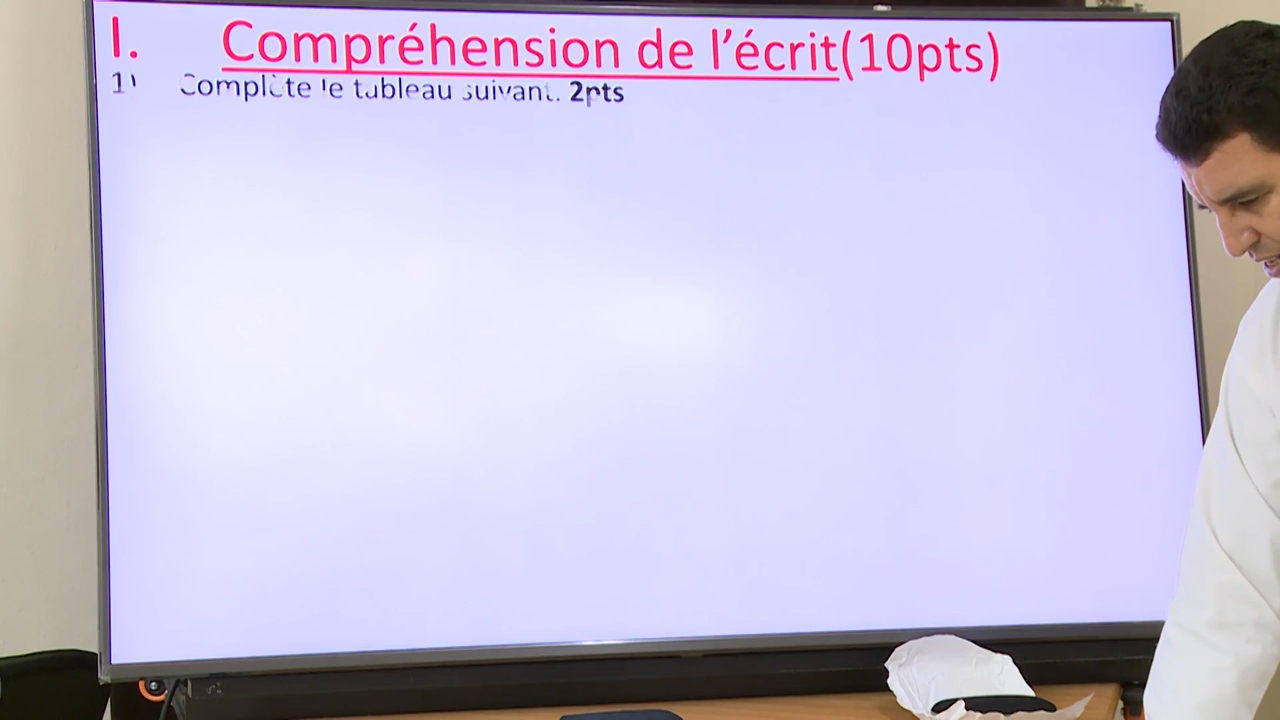 I. Compréhension de l'écrit(10pts)
1) Complète le tableau suivant. 2pts